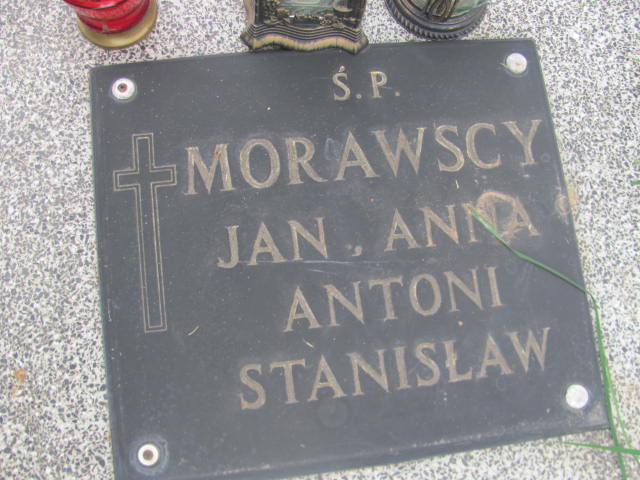 Ś.P.
MORAWSCY
JAN, ANNA
ANTONI
STANISŁAW